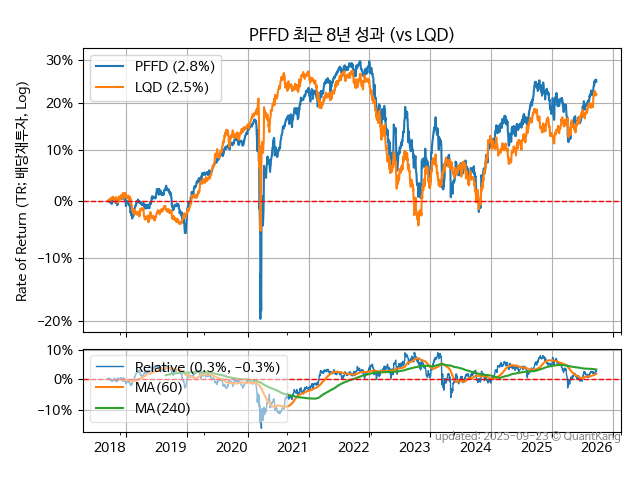 PFFD 최근 8년 성과 (vs LQD)
Rate of Return (TR: 배당재투자, Log)
30%
20%
10%
0%
−10%
−20%
PFFD (2.8%)
LQD (2.5%)
10%
0%
−10%
Relative (0.3%, −0.3%)
MA(60)
MA(240)
updated: 2025-09-23 © QuantKang
2018 2019 2020 2021 2022 2023 2024 2025 2026